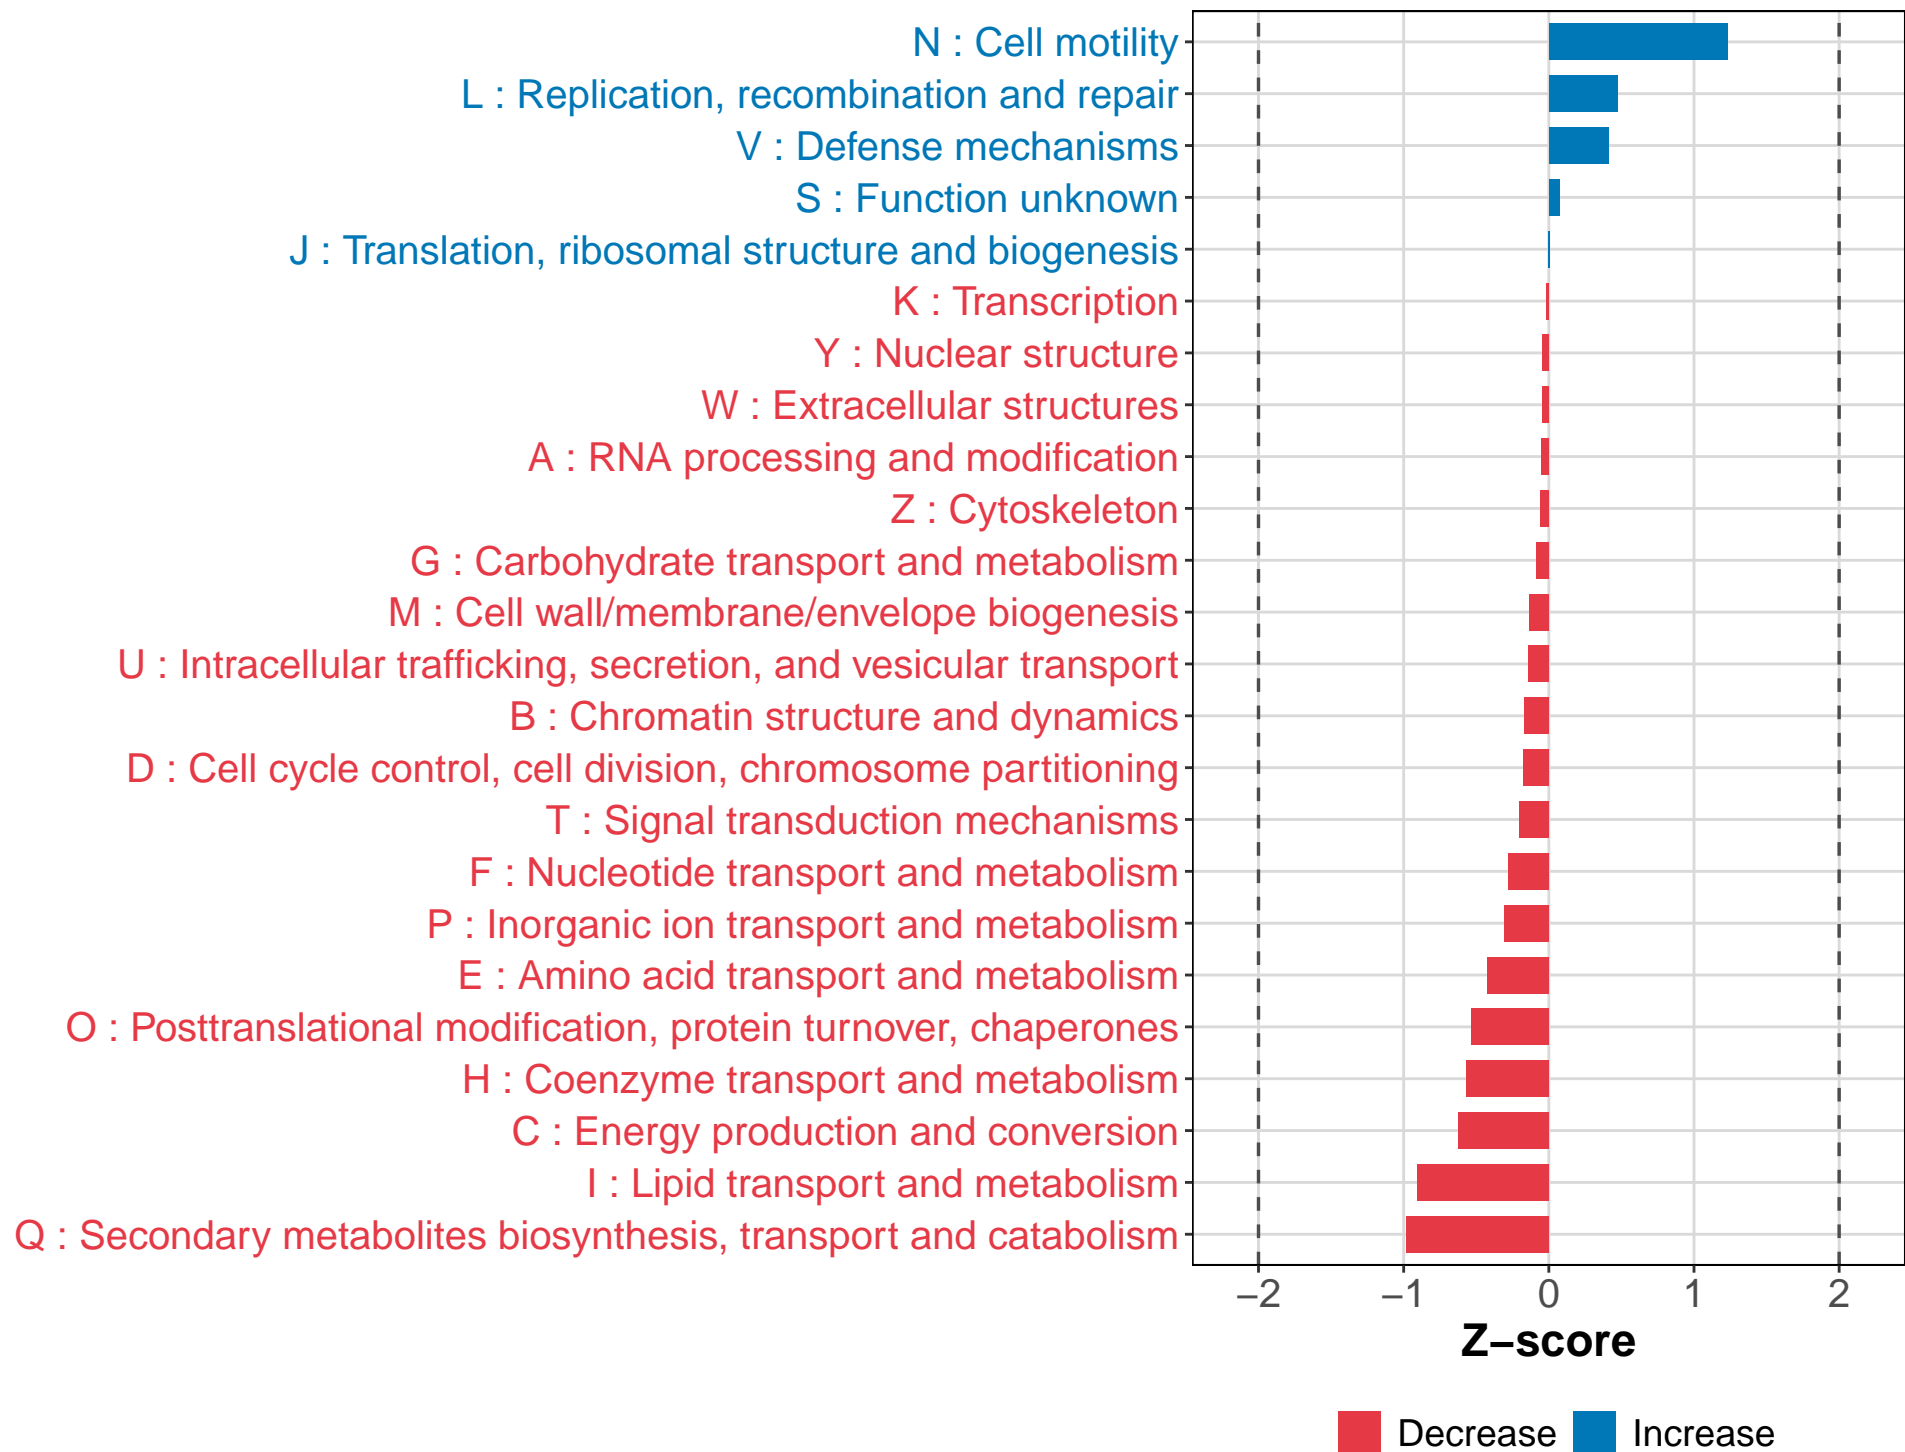 N : Cell motility
L : Replication, recombination and repair
V : Defense mechanisms
S : Function unknown
J : Translation, ribosomal structure and biogenesis
K : Transcription
Y : Nuclear structure
W : Extracellular structures
A : RNA processing and modification
Z : Cytoskeleton
G : Carbohydrate transport and metabolism
M : Cell wall/membrane/envelope biogenesis
U : Intracellular trafficking, secretion, and vesicular transport
B : Chromatin structure and dynamics
D : Cell cycle control, cell division, chromosome partitioning
T : Signal transduction mechanisms
F : Nucleotide transport and metabolism
P : Inorganic ion transport and metabolism
E : Amino acid transport and metabolism
O : Posttranslational modification, protein turnover, chaperones
H : Coenzyme transport and metabolism
C : Energy production and conversion
I : Lipid transport and metabolism
Q : Secondary metabolites biosynthesis, transport and catabolism
−2 −1 0 1 2
Z−score
Decrease Increase